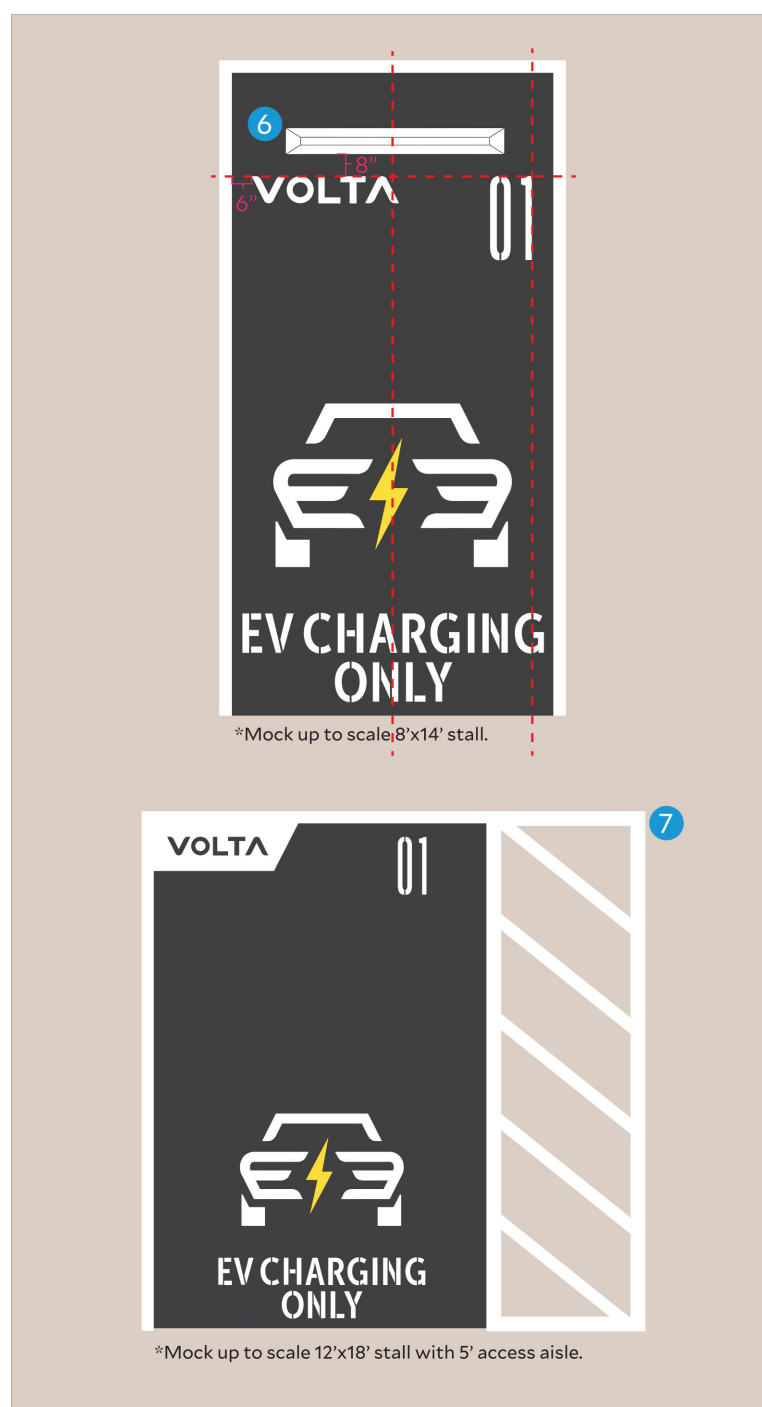 6
8”
6”
VOLTA
01
EV CHARGING
ONLY
*Mock up to scale 8’x14’ stall.
7
VOLTA
01
EV CHARGING
ONLY
*Mock up to scale 12’x18’ stall with 5’ access aisle.